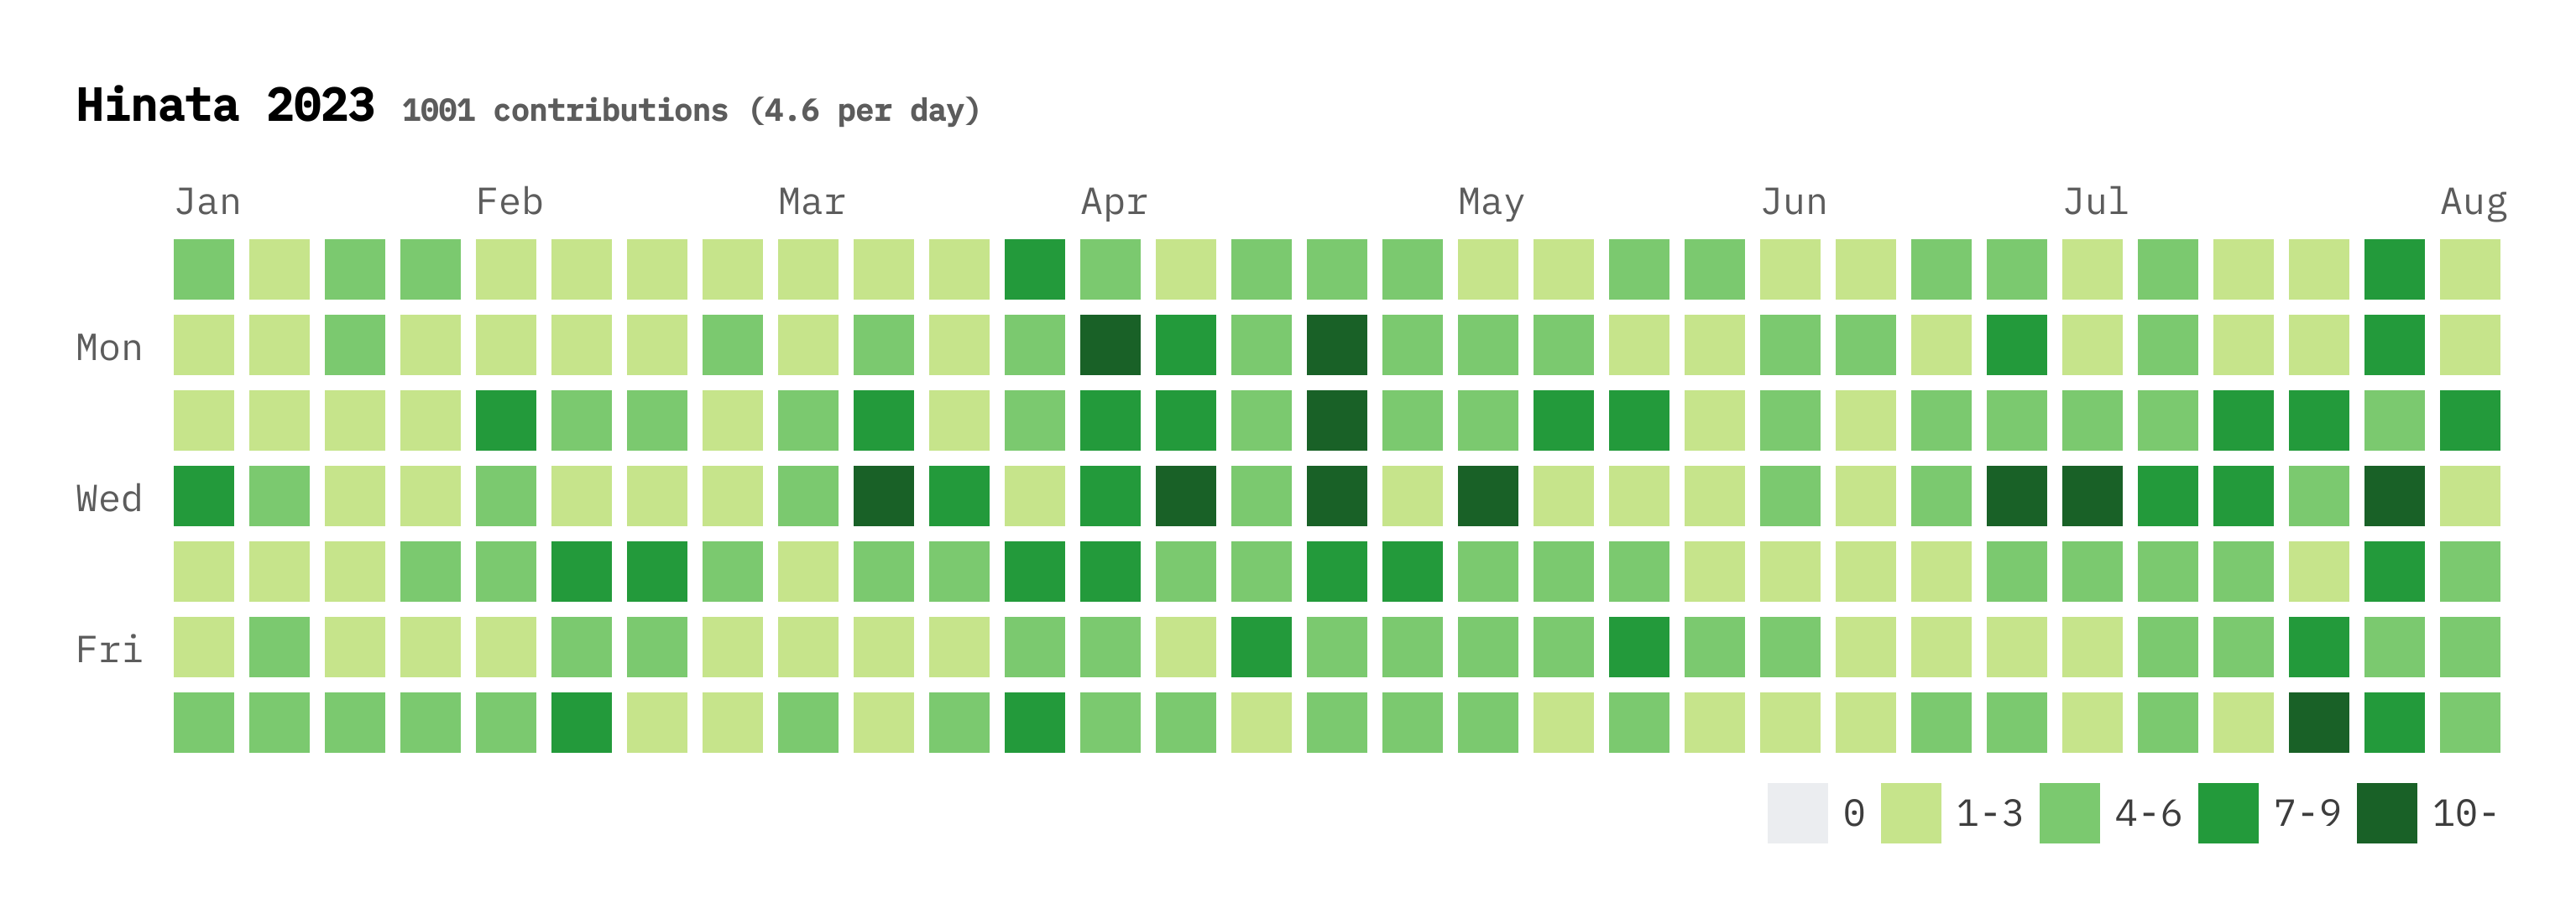 Hinata 2023 1001 contributions (4.6 per day)
Jan Feb Mar Apr May Jun Jul Aug
Mon
Wed
Fri
0 1-3 4-6 7-9 10-